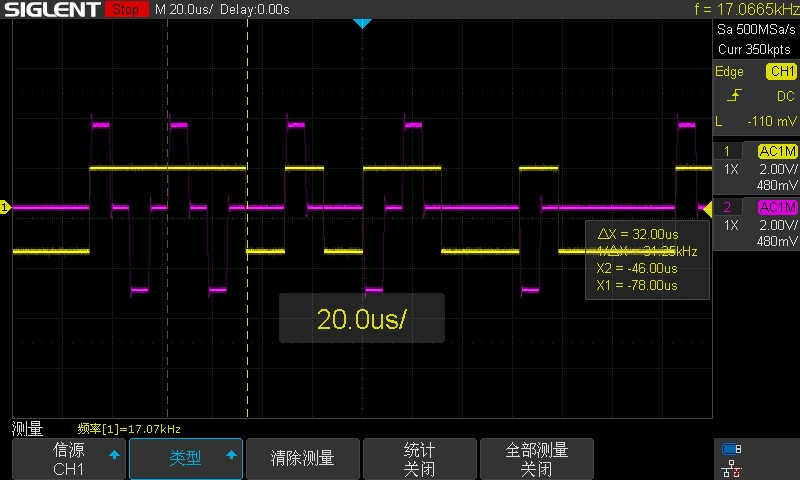 SIGLENT Stop M 20.0us/ Delay:0.00s f = 17.0665kHz
Sa 500MSa/s
Curr 350kpts
Edge CH1
DC
L -110 mV
1 AC1M
1X 2.00V/
480mV
2 AC1M
1X 2.00V/
480mV
1
△X = 32.00us
1/△X = 31.25kHz
X2 = -46.00us
X1 = -78.00us
20.0us/
测量 频率[1]=17.07kHz
信源
CH1
类型
清除测量
统计
关闭
全部测量
关闭